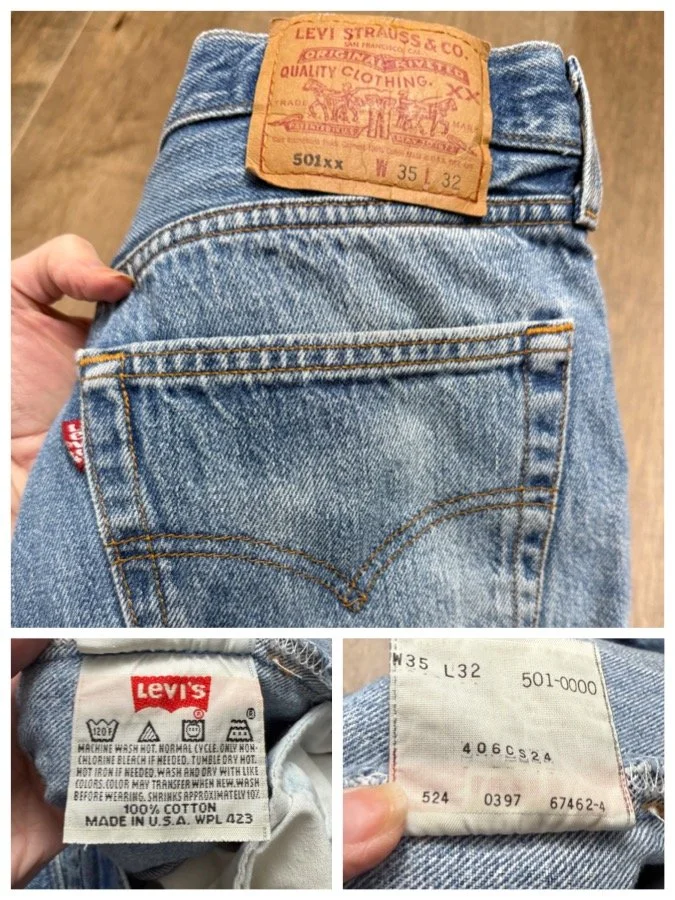 LEVI STRAUSS & CO.
SAN FRANCISCO, CAL.
ORIGINAL RIVETED
QUALITY CLOTHING.
XX
TRADE MARK
501xx W 35 L 32
LEVI'S
120F
MACHINE WASH HOT. NORMAL CYCLE. ONLY NON-
CHLORINE BLEACH IF NEEDED. TUMBLE DRY HOT.
HOT IRON IF NEEDED. WASH AND DRY WITH LIKE
COLORS. COLOR MAY TRANSFER WHEN NEW. WASH
BEFORE WEARING. SHRINKS APPROXIMATELY 10%
100% COTTON
MADE IN U.S.A. WPL 423
W35 L32 501-0000
406CS24
524 0397 67462-4